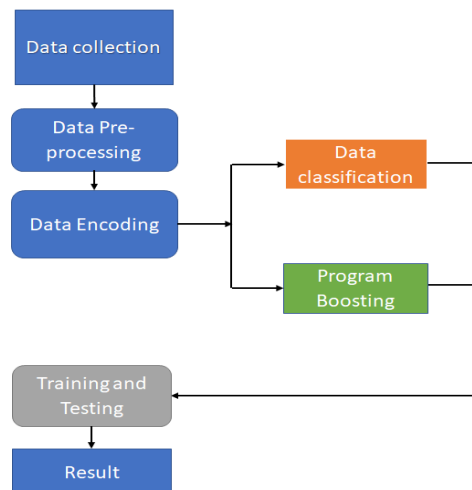 Data collection
Data Pre-
processing
Data Encoding
Data
classification
Program
Boosting
Training and
Testing
Result